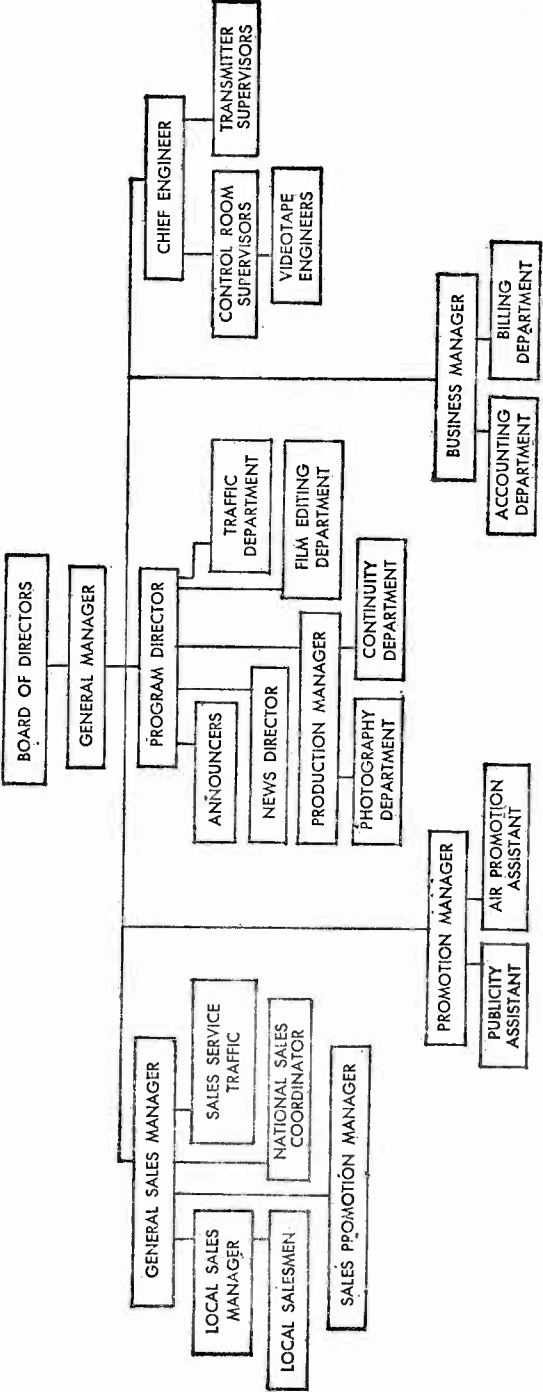 BOARD OF DIRECTORS
GENERAL MANAGER
GENERAL SALES MANAGER
LOCAL SALES
MANAGER
LOCAL SALESMEN
SALES SERVICE
TRAFFIC
NATIONAL SALES
COORDINATOR
SALES PROMOTION MANAGER
PROMOTION MANAGER
PUBLICITY
ASSISTANT
AIR PROMOTION
ASSISTANT
PROGRAM DIRECTOR
ANNOUNCERS
NEWS DIRECTOR
PRODUCTION MANAGER
PHOTOGRAPHY
DEPARTMENT
CONTINUITY
DEPARTMENT
TRAFFIC
DEPARTMENT
FILM EDITING
DEPARTMENT
BUSINESS MANAGER
ACCOUNTING
DEPARTMENT
BILLING
DEPARTMENT
CHIEF ENGINEER
CONTROL ROOM
SUPERVISORS
VIDEOTAPE
ENGINEERS
TRANSMITTER
SUPERVISORS